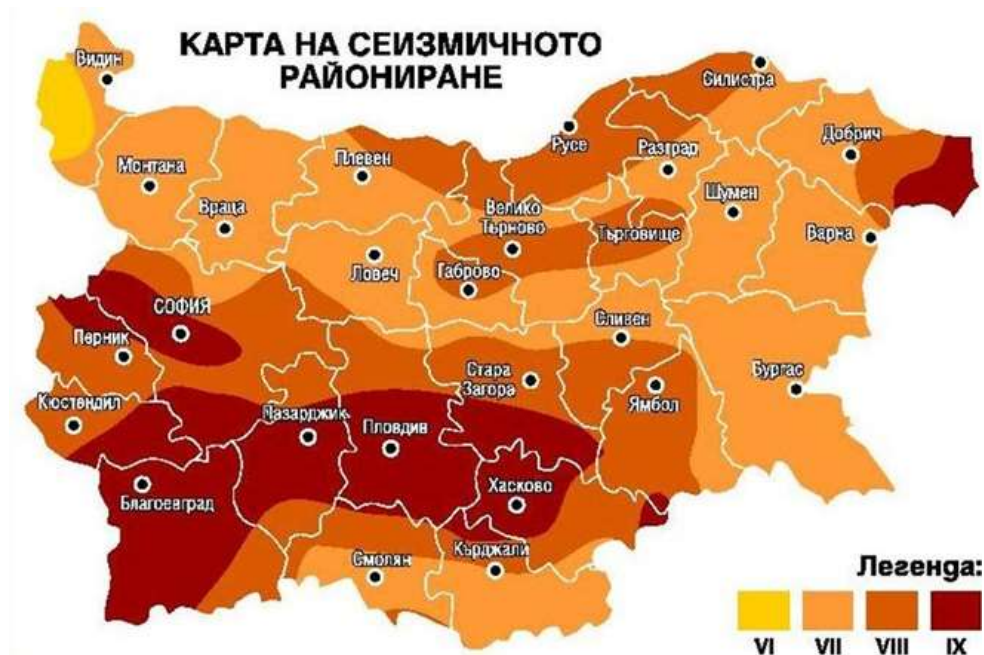 КАРТА НА СЕИЗМИЧНОТО
РАЙОНИРАНЕ
Видин
Силистра
Русе
Добрич
Монтана
Плевен
Разград
Враца
Шумен
Велико
Търново
Търговище
Варна
Ловеч
Габрово
СОФИЯ
Перник
Сливен
Стара
Загора
Ямбол
Бургас
Кюстендил
Пазарджик
Пловдив
Благоевград
Хасково
Смолян
Кърджали
Легенда:
VI VII VIII IX